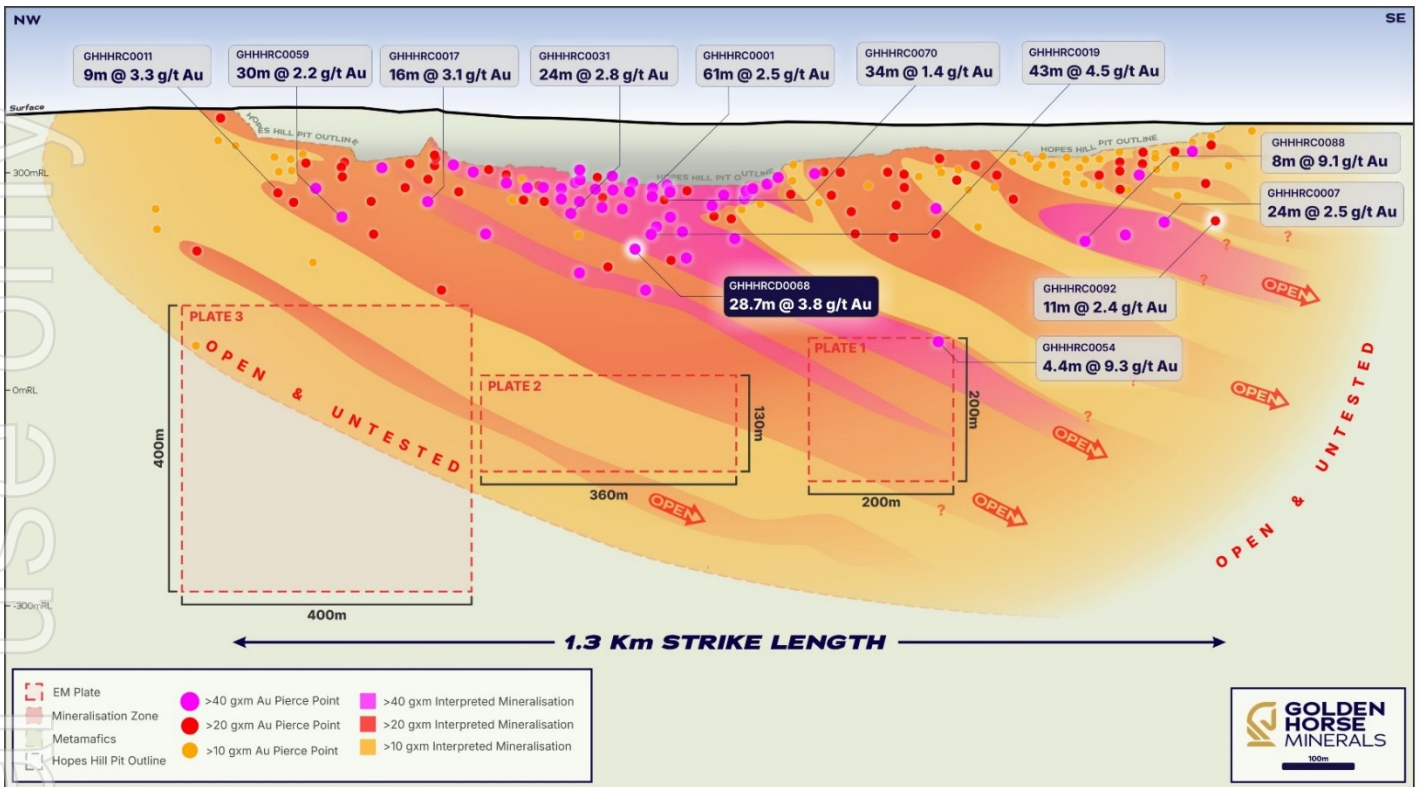 NW
SE
GHHHRC0011
9m @ 3.3 g/t Au
GHHHRC0059
30m @ 2.2 g/t Au
GHHHRC0017
16m @ 3.1 g/t Au
GHHHRC0031
24m @ 2.8 g/t Au
GHHHRC0001
61m @ 2.5 g/t Au
GHHHRC0070
34m @ 1.4 g/t Au
GHHHRC0019
43m @ 4.5 g/t Au
Surface
HOPES HILL PIT OUTLINE
HOPES HILL PIT OUTLINE
HOPES HILL PIT OUTLINE
GHHHRC0088
8m @ 9.1 g/t Au
300mRL
GHHHRC0007
24m @ 2.5 g/t Au
?
?
?
?
OPEN
GHHHRCD0068
28.7m @ 3.8 g/t Au
GHHHRC0092
11m @ 2.4 g/t Au
PLATE 3
PLATE 1
GHHHRC0054
4.4m @ 9.3 g/t Au
OPEN & UNTESTED
0mRL
PLATE 2
?
OPEN
400m
130m
200m
?
OPEN
OPEN & UNTESTED
360m
200m
OPEN
?
OPEN
-300mRL
400m
1.3 Km STRIKE LENGTH
EM Plate
Mineralisation Zone
Metamafics
Hopes Hill Pit Outline
>40 gxm Au Pierce Point
>20 gxm Au Pierce Point
>10 gxm Au Pierce Point
>40 gxm Interpreted Mineralisation
>20 gxm Interpreted Mineralisation
>10 gxm Interpreted Mineralisation
GOLDEN
HORSE
MINERALS
100m
use only